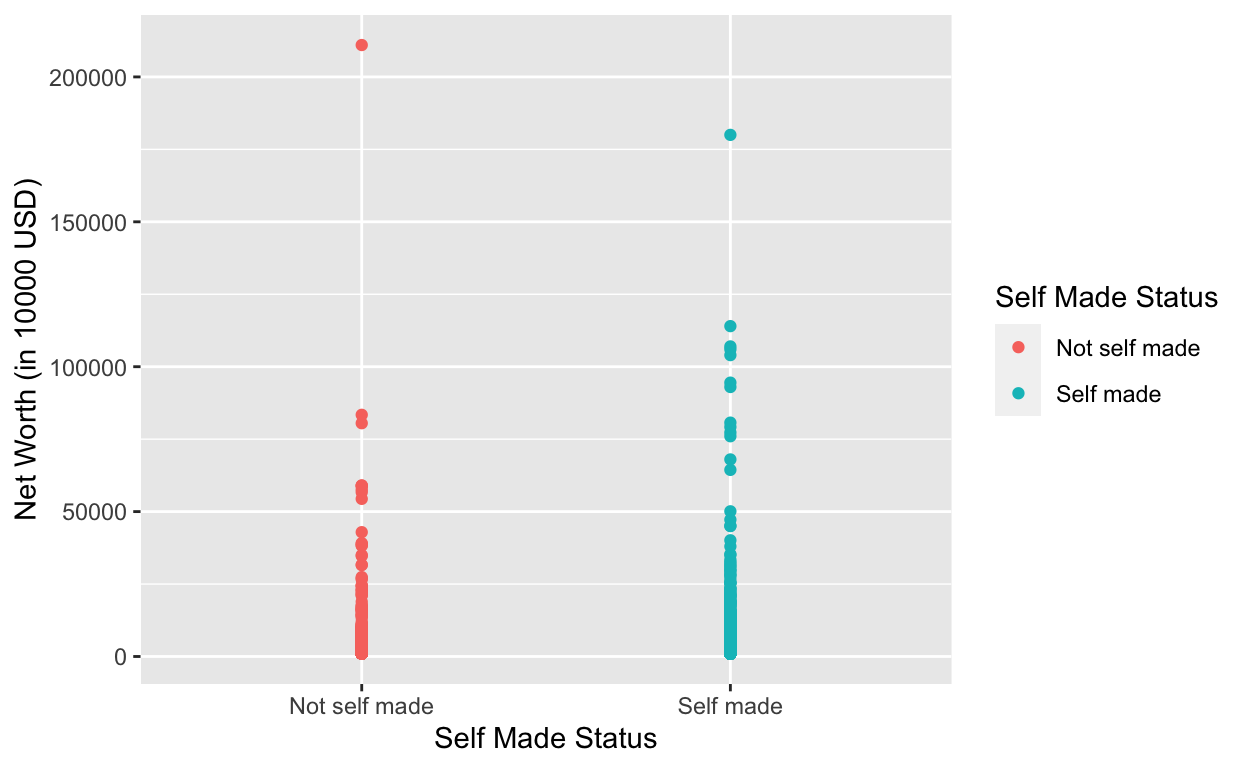 Net Worth (in 10000 USD)
200000
150000
100000
50000
0
Not self made
Self made
Self Made Status
Self Made Status
Not self made
Self made